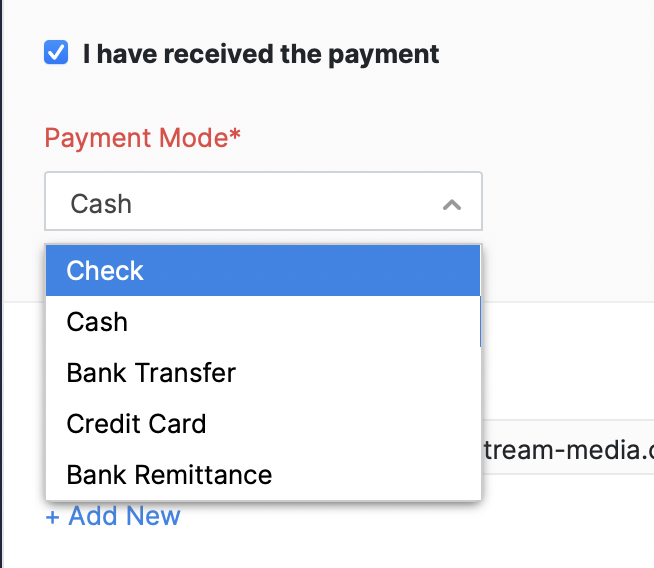 I have received the payment
Payment Mode*
Cash
Check
Cash
Bank Transfer
Credit Card
tream-media.
Bank Remittance
+ Add New